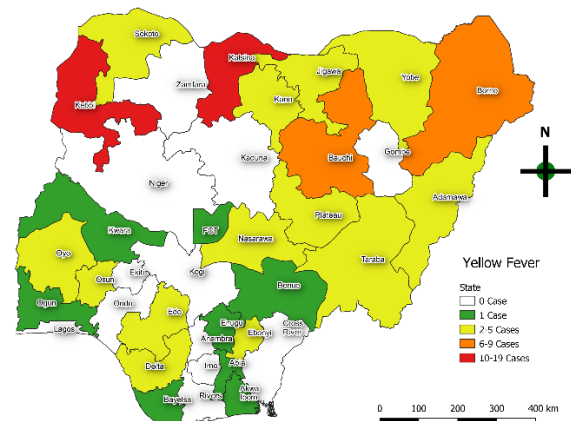 Sokoto
Katsina
Jigawa
Yobe
Borno
Zamfara
Kano
Kebbi
Kaduna
Bauchi
Gombe
Niger
Adamawa
Plateau
Kwara
FCT
Nasarawa
Taraba
Oyo
Osun
Ekiti
Kogi
Benue
Ogun
Ondo
Edo
Lagos
Enugu
Anambra
Ebonyi
Cross
River
Delta
Imo
Abia
Bayelsa
Rivers
Akwa
Ibom
N
Yellow Fever
State
0 Case
1 Case
2-5 Cases
6-9 Cases
10-19 Cases
0 100 200 300 400 km